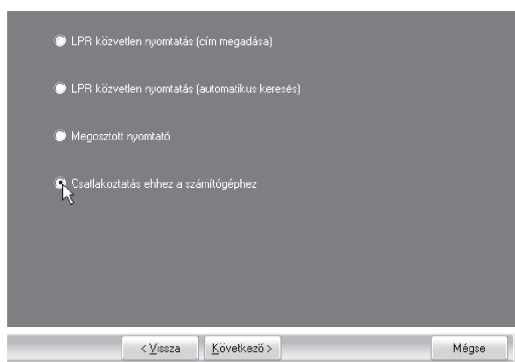 LPR közvetlen nyomtatás (cím megadása)
LPR közvetlen nyomtatás (automatikus keresés)
Megosztott nyomtató
Csatlakoztatás ehhez a számítógéphez
< Vissza Következő > Mégse